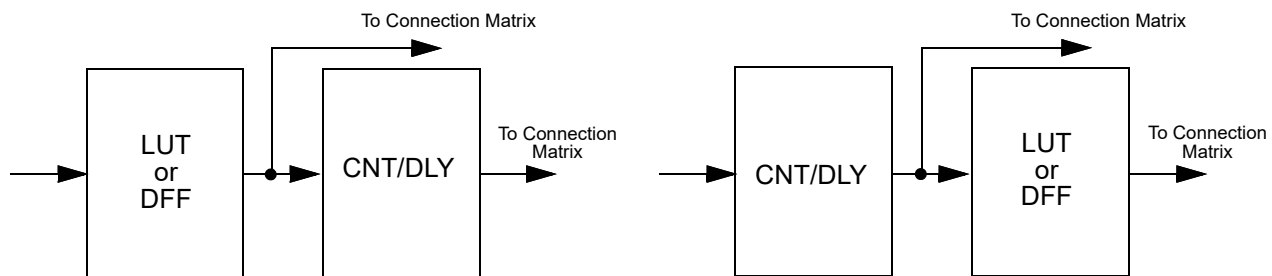 To Connection Matrix
LUT
or
DFF
CNT/DLY
To Connection
Matrix
To Connection Matrix
CNT/DLY
LUT
or
DFF
To Connection
Matrix